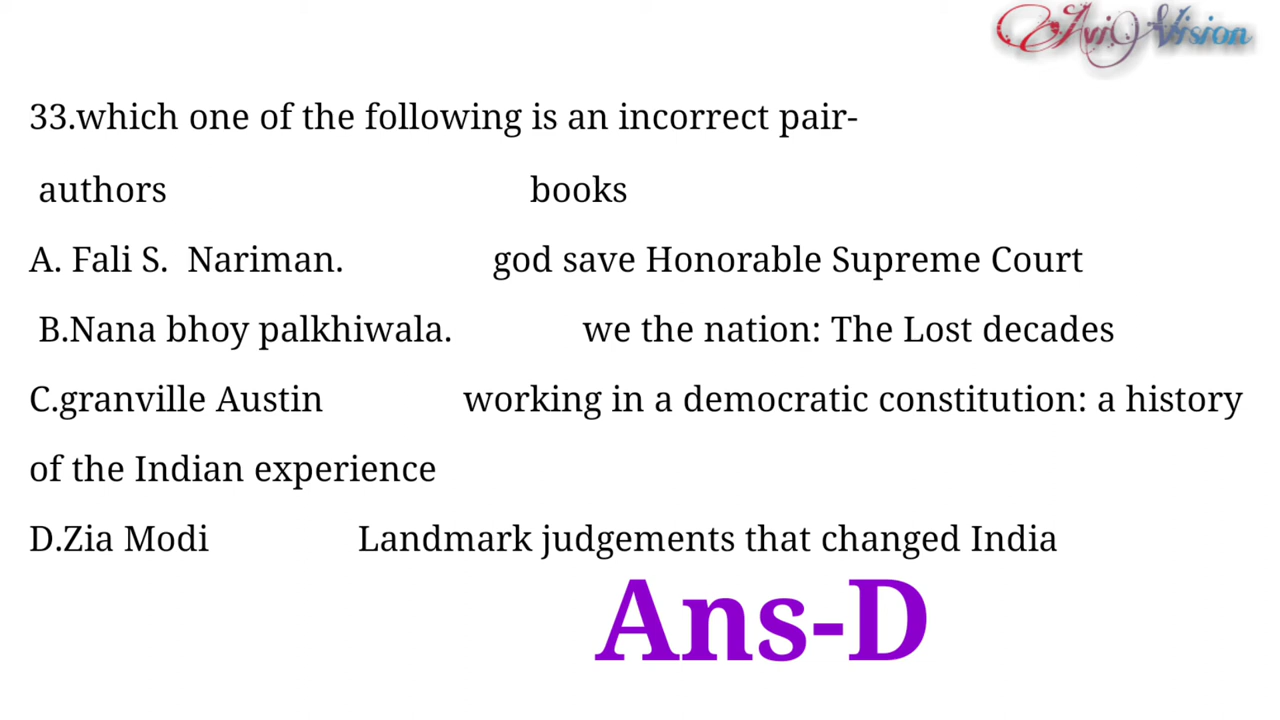 Avi Vision
33.which one of the following is an incorrect pair-
authors books
A. Fali S. Nariman. god save Honorable Supreme Court
B.Nana bhoy palkhiwala. we the nation: The Lost decades
C.granville Austin working in a democratic constitution: a history
of the Indian experience
D.Zia Modi Landmark judgements that changed India
Ans-D